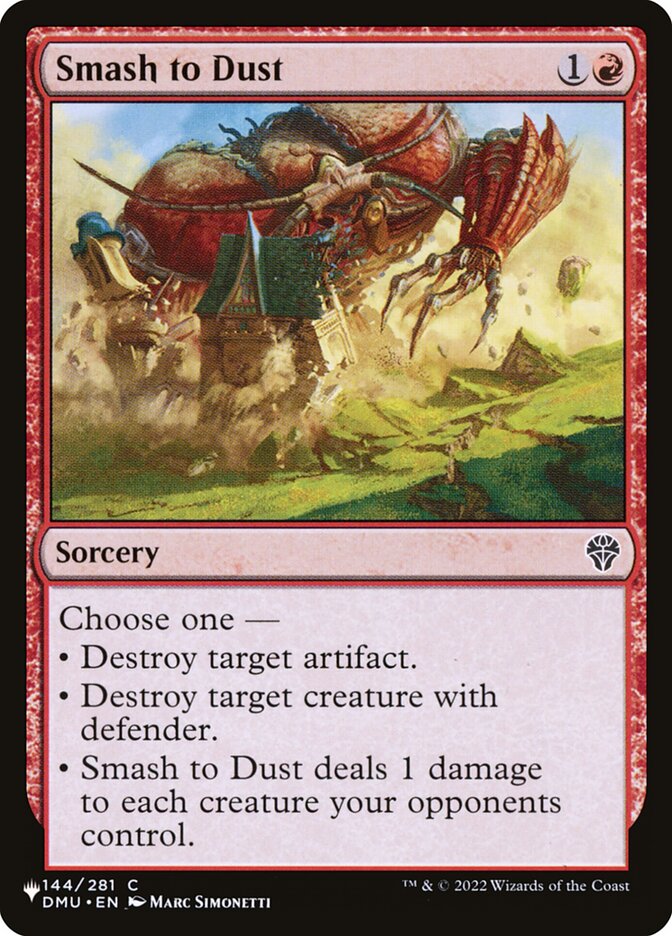 Smash to Dust 1
Sorcery
Choose one —
• Destroy target artifact.
• Destroy target creature with
defender.
• Smash to Dust deals 1 damage
to each creature your opponents
control.
144/281 C
DMU • EN Marc Simonetti
™ & © 2022 Wizards of the Coast